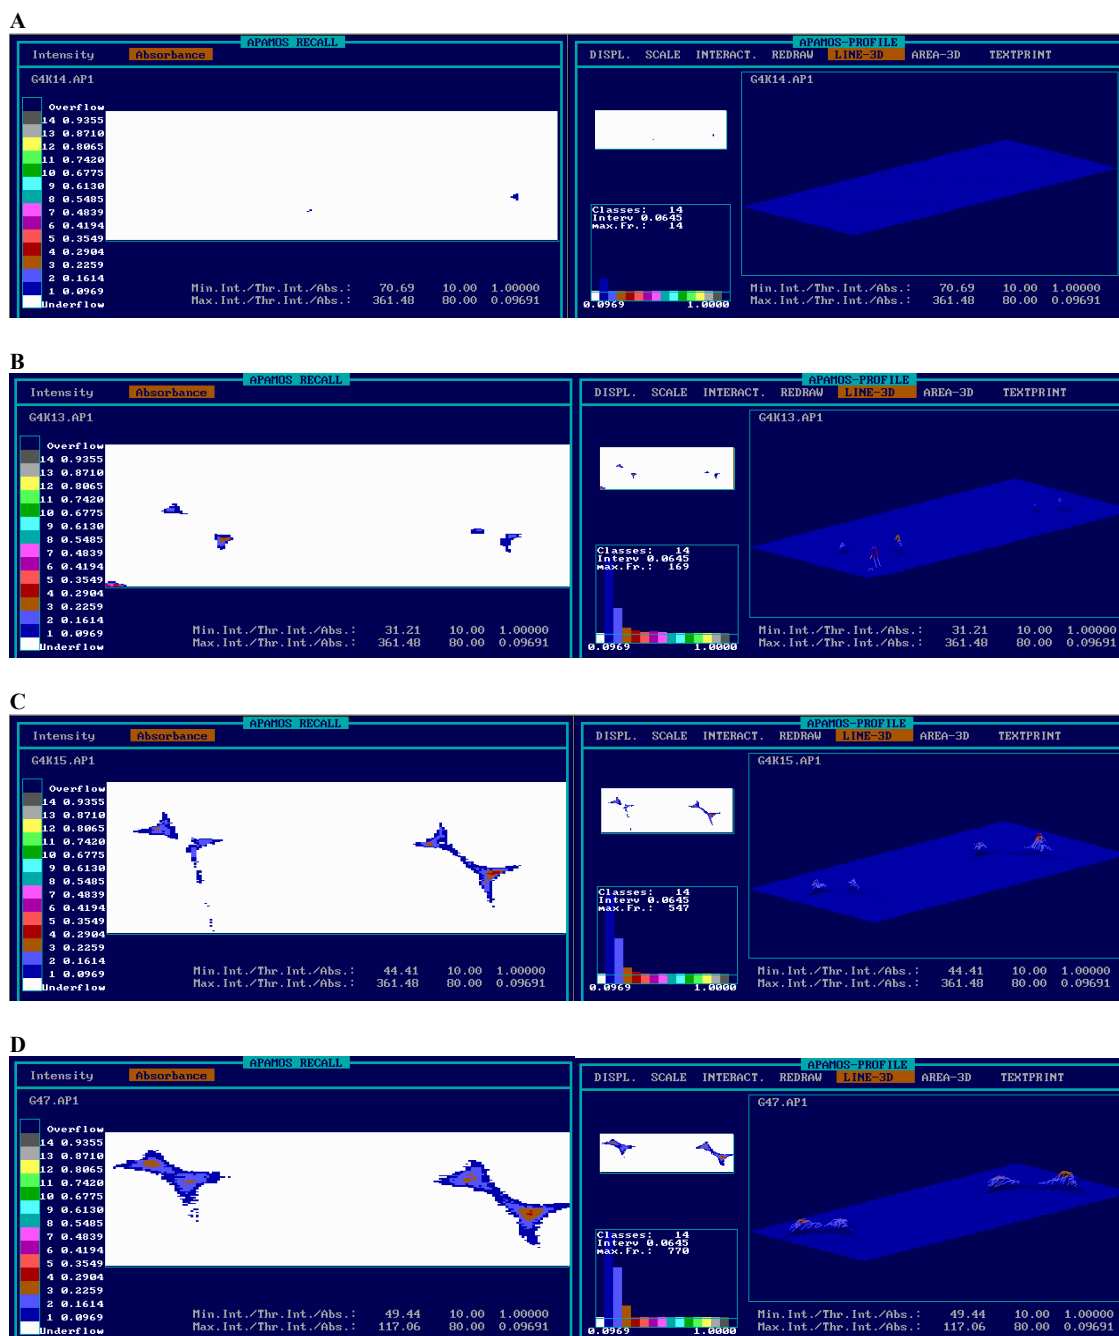 A
APAMOS RECALL
Intensity Absorbance
G4K14.AP1
Overflow
14 0.9355
13 0.8710
12 0.8065
11 0.7420
10 0.6775
9 0.6130
8 0.5485
7 0.4839
6 0.4194
5 0.3549
4 0.2904
3 0.2259
2 0.1614
1 0.0969
Underflow
Min.Int./Thr.Int./Abs.: 70.69 10.00 1.00000
Max.Int./Thr.Int./Abs.: 361.48 80.00 0.09691
APAMOS-PROFILE
DISPL. SCALE INTERACT. REDRAW LINE-3D AREA-3D TEXTPRINT
G4K14.AP1
Classes: 14
Interv 0.0645
max.Fr.: 14
0.0969 1.0000
Min.Int./Thr.Int./Abs.: 70.69 10.00 1.00000
Max.Int./Thr.Int./Abs.: 361.48 80.00 0.09691
B
APAMOS RECALL
Intensity Absorbance
G4K13.AP1
Overflow
14 0.9355
13 0.8710
12 0.8065
11 0.7420
10 0.6775
9 0.6130
8 0.5485
7 0.4839
6 0.4194
5 0.3549
4 0.2904
3 0.2259
2 0.1614
1 0.0969
Underflow
Min.Int./Thr.Int./Abs.: 31.21 10.00 1.00000
Max.Int./Thr.Int./Abs.: 361.48 80.00 0.09691
APAMOS-PROFILE
DISPL. SCALE INTERACT. REDRAW LINE-3D AREA-3D TEXTPRINT
G4K13.AP1
Classes: 14
Interv 0.0645
max.Fr.: 169
0.0969 1.0000
Min.Int./Thr.Int./Abs.: 31.21 10.00 1.00000
Max.Int./Thr.Int./Abs.: 361.48 80.00 0.09691
C
APAMOS RECALL
Intensity Absorbance
G4K15.AP1
Overflow
14 0.9355
13 0.8710
12 0.8065
11 0.7420
10 0.6775
9 0.6130
8 0.5485
7 0.4839
6 0.4194
5 0.3549
4 0.2904
3 0.2259
2 0.1614
1 0.0969
Underflow
Min.Int./Thr.Int./Abs.: 44.41 10.00 1.00000
Max.Int./Thr.Int./Abs.: 361.48 80.00 0.09691
APAMOS-PROFILE
DISPL. SCALE INTERACT. REDRAW LINE-3D AREA-3D TEXTPRINT
G4K15.AP1
Classes: 14
Interv 0.0645
max.Fr.: 547
0.0969 1.0000
Min.Int./Thr.Int./Abs.: 44.41 10.00 1.00000
Max.Int./Thr.Int./Abs.: 361.48 80.00 0.09691
D
APAMOS RECALL
Intensity Absorbance
G47.AP1
Overflow
14 0.9355
13 0.8710
12 0.8065
11 0.7420
10 0.6775
9 0.6130
8 0.5485
7 0.4839
6 0.4194
5 0.3549
4 0.2904
3 0.2259
2 0.1614
1 0.0969
Underflow
Min.Int./Thr.Int./Abs.: 49.44 10.00 1.00000
Max.Int./Thr.Int./Abs.: 117.06 80.00 0.09691
APAMOS-PROFILE
DISPL. SCALE INTERACT. REDRAW LINE-3D AREA-3D TEXTPRINT
G47.AP1
Classes: 14
Interv 0.0645
max.Fr.: 770
0.0969 1.0000
Min.Int./Thr.Int./Abs.: 49.44 10.00 1.00000
Max.Int./Thr.Int./Abs.: 117.06 80.00 0.09691